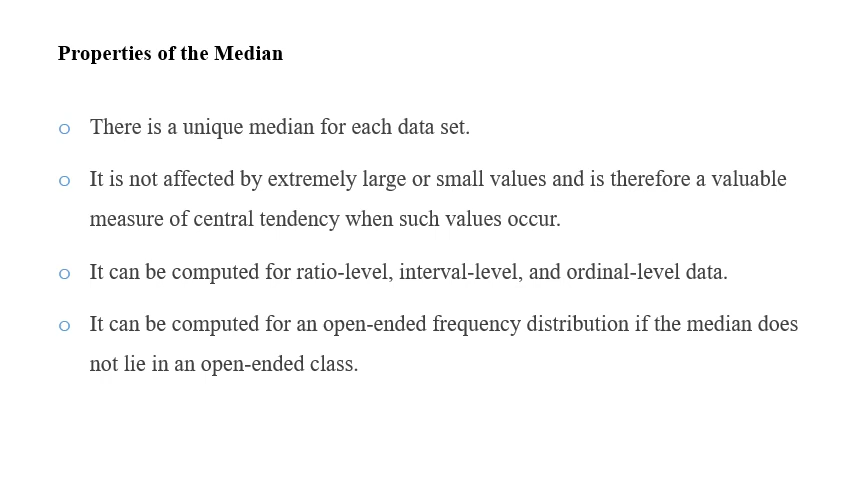 Properties of the Median
o There is a unique median for each data set.
o It is not affected by extremely large or small values and is therefore a valuable
measure of central tendency when such values occur.
o It can be computed for ratio-level, interval-level, and ordinal-level data.
o It can be computed for an open-ended frequency distribution if the median does
not lie in an open-ended class.